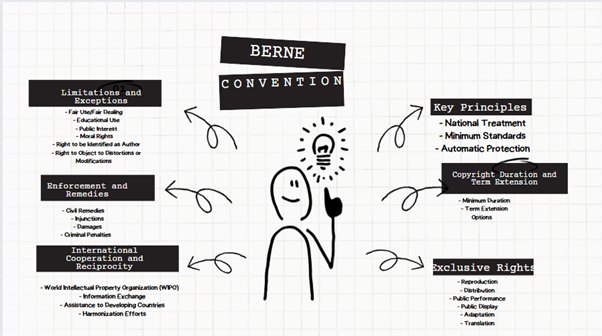 BERNE
CONVENTION
Limitations and
Exceptions
- Fair Use/Fair Dealing
- Educational Use
- Public Interest
- Moral Rights
- Right to be Identified as Author
- Right to Object to Distortions or
Modifications
Enforcement and
Remedies
- Civil Remedies
- Injunctions
- Damages
- Criminal Penalties
International
Cooperation and
Reciprocity
- World Intellectual Property Organization (WIPO)
- Information Exchange
- Assistance to Developing Countries
- Harmonization Efforts
Key Principles
- National Treatment
- Minimum Standards
- Automatic Protection
Copyright Duration and
Term Extension
- Minimum Duration
- Term Extension
Options
Exclusive Rights
- Reproduction
- Distribution
- Public Performance
- Public Display
- Adaptation
- Translation